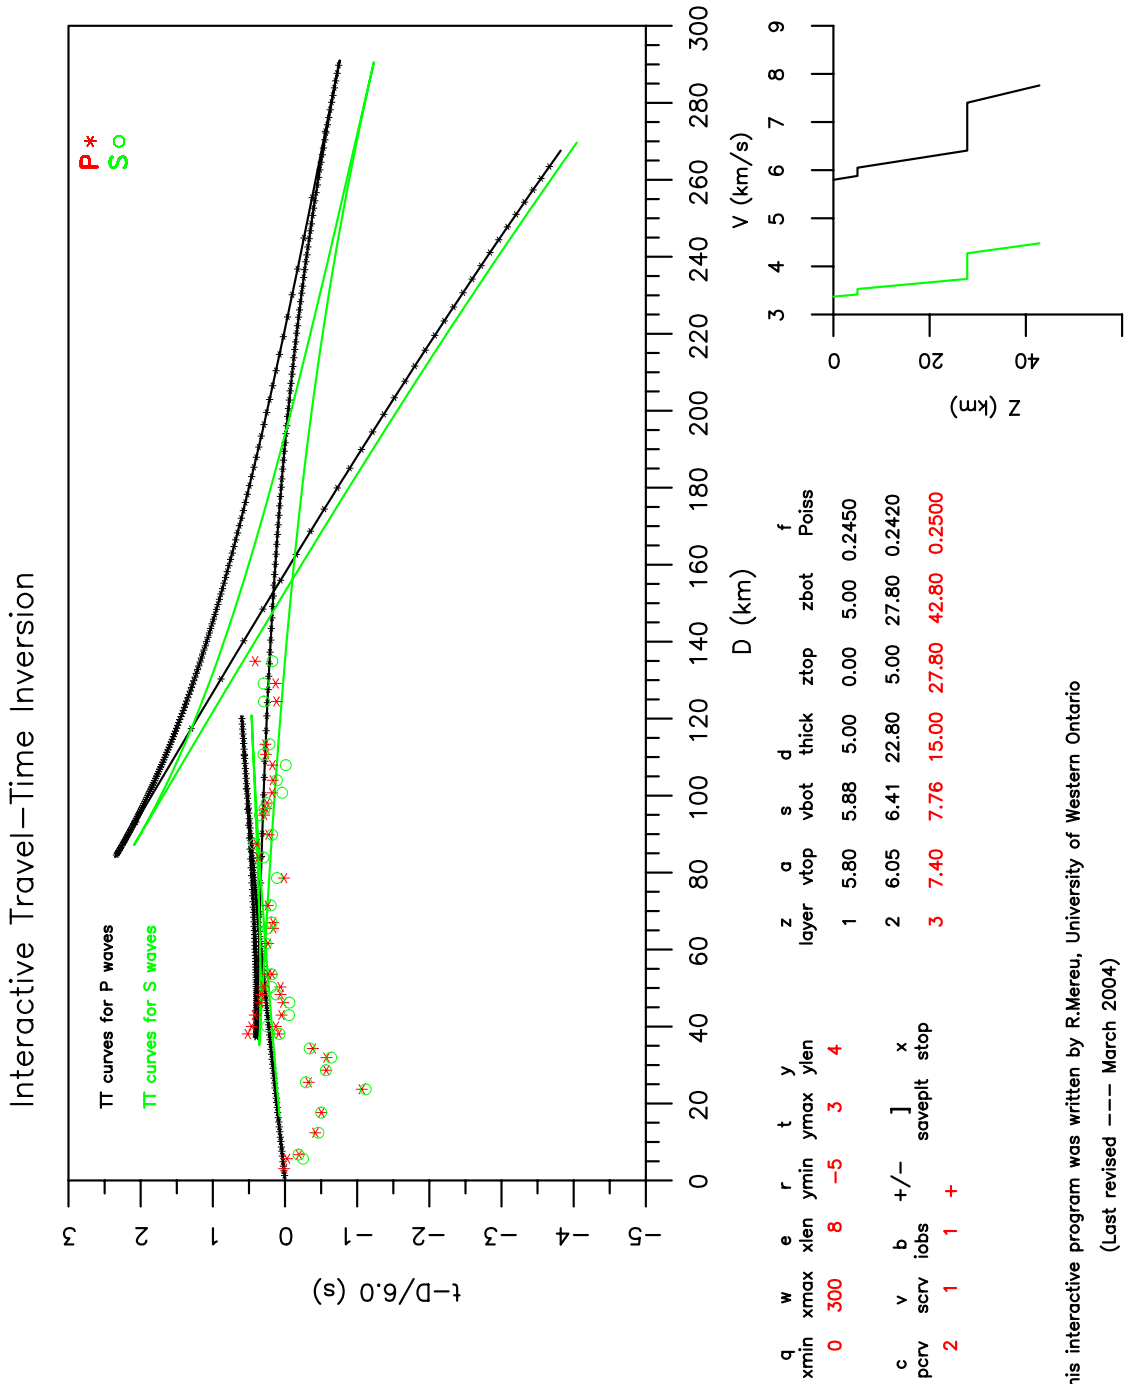 Interactive Travel-Time Inversion
P *
S o
TT curves for P waves
TT curves for S waves
3 2 1 0 -1 -2 -3 -4 -5
t-D/6.0 (s)
0 20 40 60 80 100 120 140 160 180 200 220 240 260 280 300
D (km)
3 4 5 6 7 8 9
V (km/s)
0 20 40
Z (km)
z a s d f
layer vtop vbot thick ztop zbot Poiss
1 5.80 5.88 5.00 0.00 5.00 0.2450
2 6.05 6.41 22.80 5.00 27.80 0.2420
3 7.40 7.76 15.00 27.80 42.80 0.2500
q w e r t y
xmin xmax xlen ymin ymax ylen
0 300 8 -5 3 4
c v b +/- ] x
pcrv scrv iobs saveplt stop
2 1 1 +
his interactive program was written by R.Mereu, University of Western Ontario
(Last revised --- March 2004)